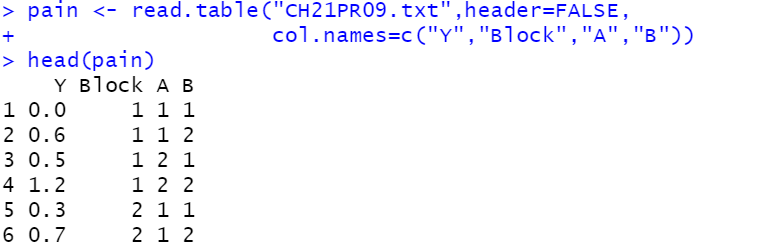 > pain <- read.table("CH21PR09.txt",header=FALSE,
+                    col.names=c("Y","Block","A","B"))
> head(pain)
    Y Block A B
1 0.0     1 1 1
2 0.6     1 1 2
3 0.5     1 2 1
4 1.2     1 2 2
5 0.3     2 1 1
6 0.7     2 1 2